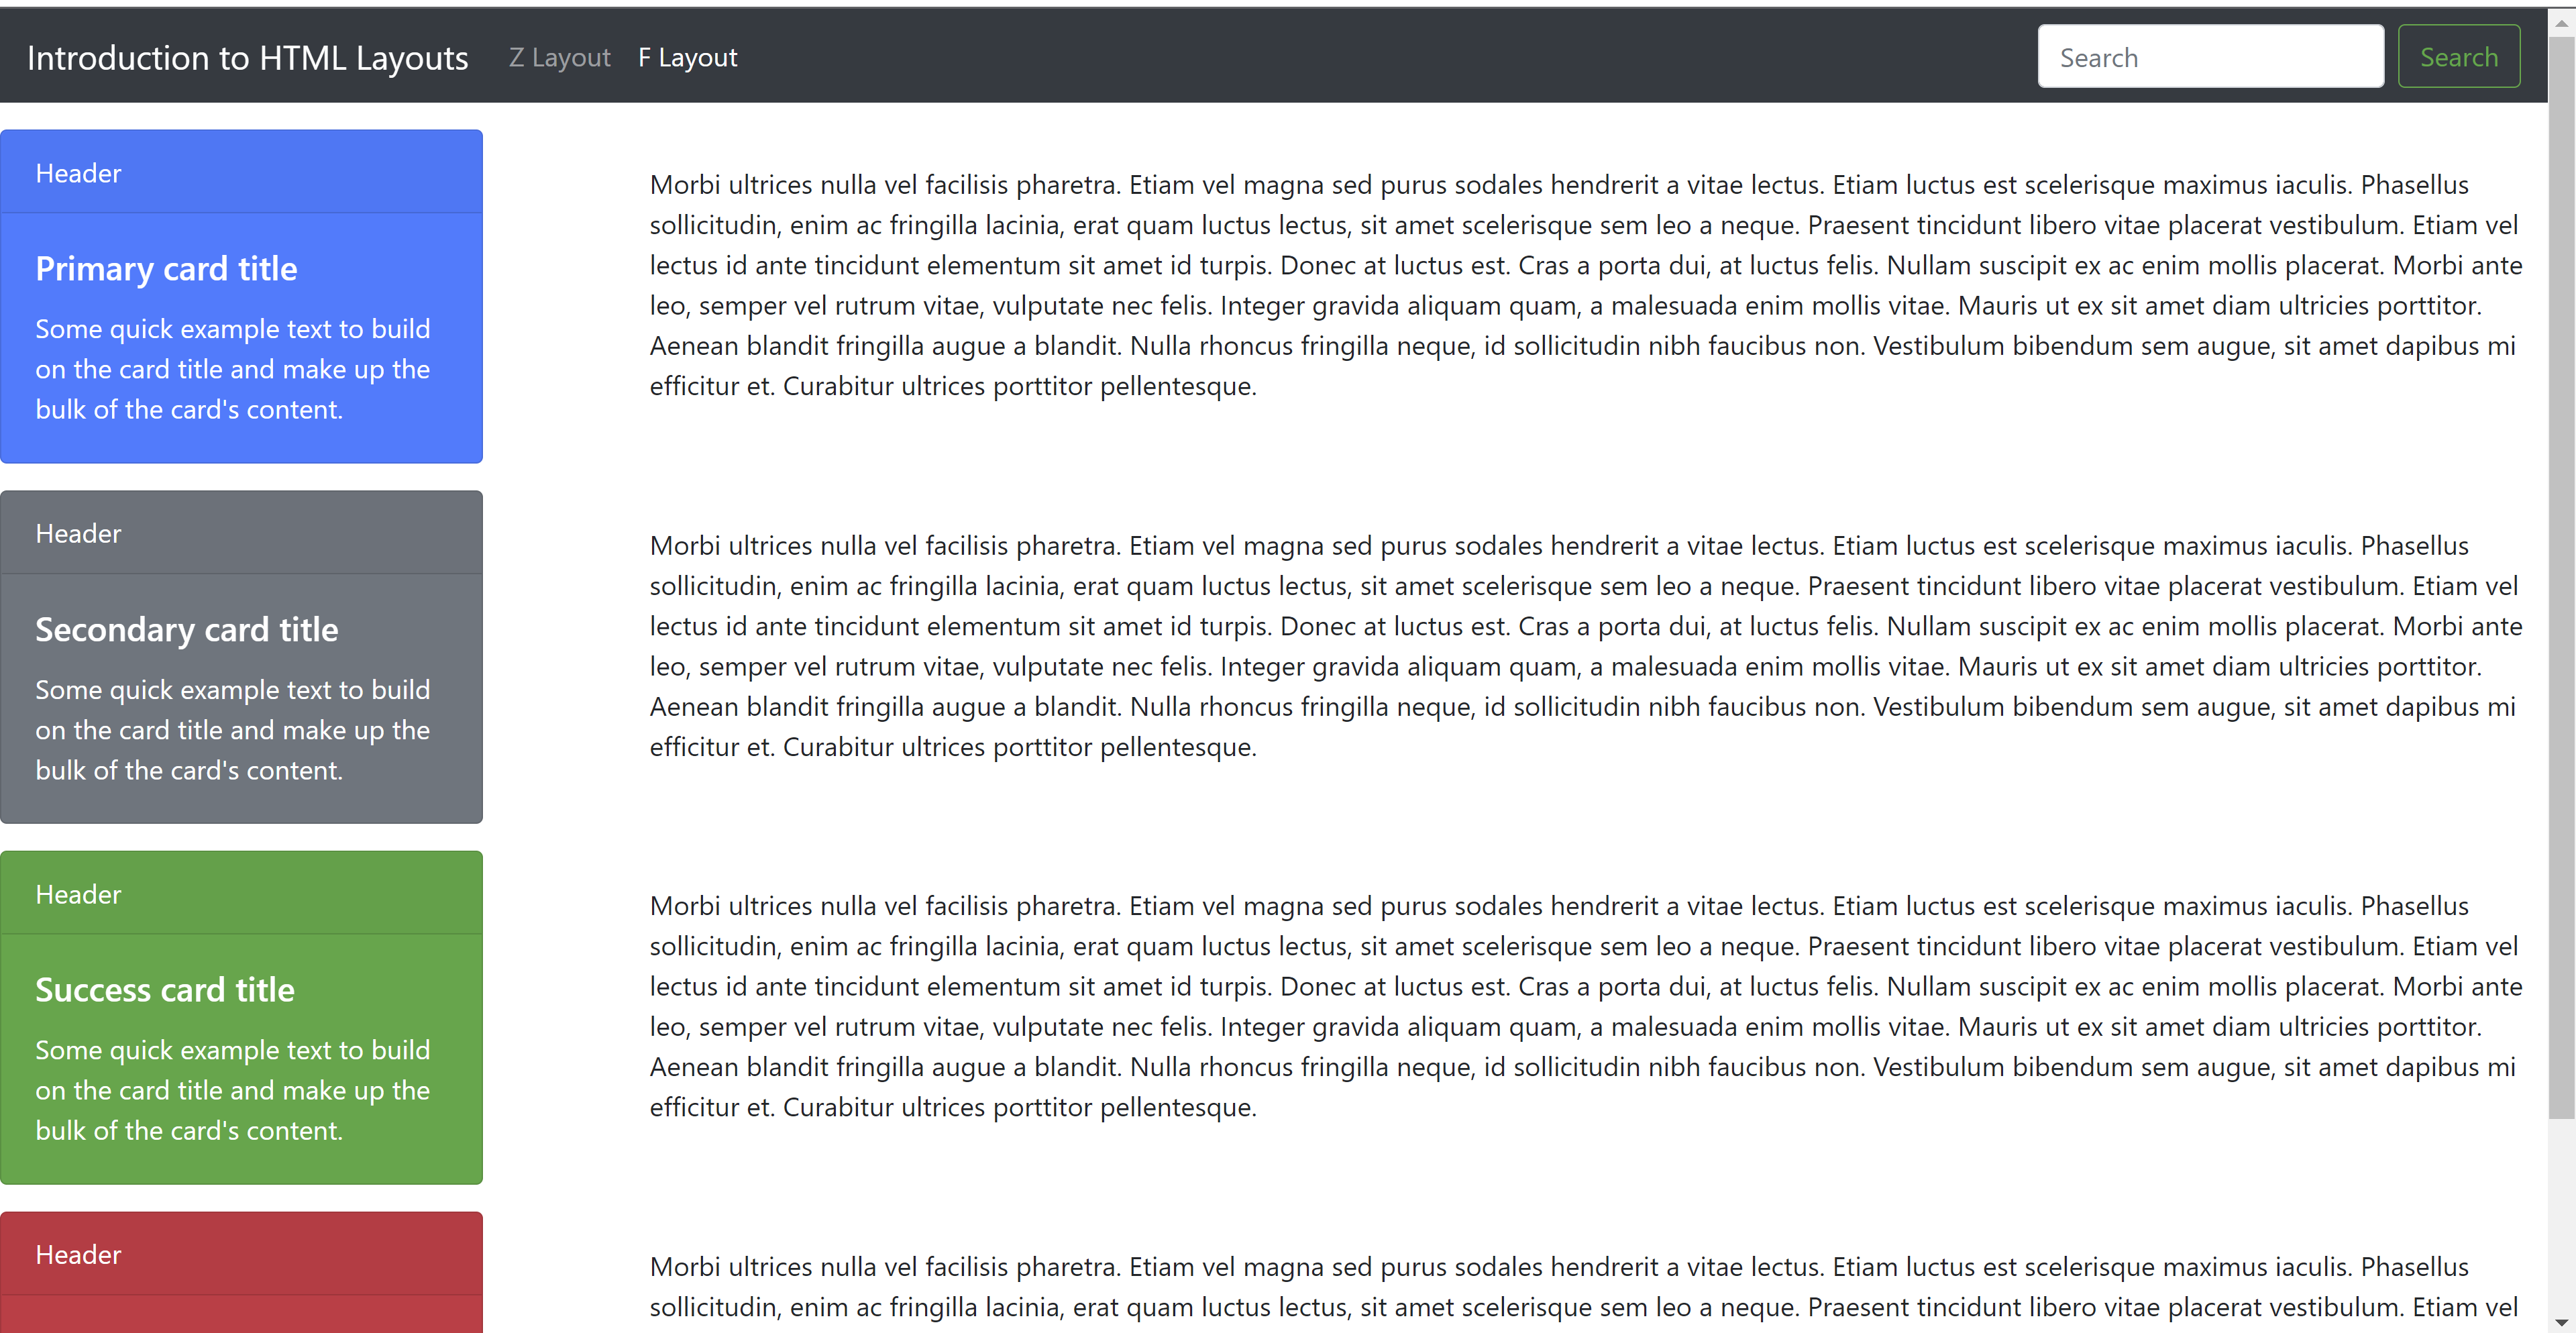 Introduction to HTML Layouts Z Layout F Layout Search Search
Header
Primary card title
Some quick example text to build
on the card title and make up the
bulk of the card's content.
Morbi ultrices nulla vel facilisis pharetra. Etiam vel magna sed purus sodales hendrerit a vitae lectus. Etiam luctus est scelerisque maximus iaculis. Phasellus
sollicitudin, enim ac fringilla lacinia, erat quam luctus lectus, sit amet scelerisque sem leo a neque. Praesent tincidunt libero vitae placerat vestibulum. Etiam vel
lectus id ante tincidunt elementum sit amet id turpis. Donec at luctus est. Cras a porta dui, at luctus felis. Nullam suscipit ex ac enim mollis placerat. Morbi ante
leo, semper vel rutrum vitae, vulputate nec felis. Integer gravida aliquam quam, a malesuada enim mollis vitae. Mauris ut ex sit amet diam ultricies porttitor.
Aenean blandit fringilla augue a blandit. Nulla rhoncus fringilla neque, id sollicitudin nibh faucibus non. Vestibulum bibendum sem augue, sit amet dapibus mi
efficitur et. Curabitur ultrices porttitor pellentesque.
Header
Secondary card title
Some quick example text to build
on the card title and make up the
bulk of the card's content.
Morbi ultrices nulla vel facilisis pharetra. Etiam vel magna sed purus sodales hendrerit a vitae lectus. Etiam luctus est scelerisque maximus iaculis. Phasellus
sollicitudin, enim ac fringilla lacinia, erat quam luctus lectus, sit amet scelerisque sem leo a neque. Praesent tincidunt libero vitae placerat vestibulum. Etiam vel
lectus id ante tincidunt elementum sit amet id turpis. Donec at luctus est. Cras a porta dui, at luctus felis. Nullam suscipit ex ac enim mollis placerat. Morbi ante
leo, semper vel rutrum vitae, vulputate nec felis. Integer gravida aliquam quam, a malesuada enim mollis vitae. Mauris ut ex sit amet diam ultricies porttitor.
Aenean blandit fringilla augue a blandit. Nulla rhoncus fringilla neque, id sollicitudin nibh faucibus non. Vestibulum bibendum sem augue, sit amet dapibus mi
efficitur et. Curabitur ultrices porttitor pellentesque.
Header
Success card title
Some quick example text to build
on the card title and make up the
bulk of the card's content.
Morbi ultrices nulla vel facilisis pharetra. Etiam vel magna sed purus sodales hendrerit a vitae lectus. Etiam luctus est scelerisque maximus iaculis. Phasellus
sollicitudin, enim ac fringilla lacinia, erat quam luctus lectus, sit amet scelerisque sem leo a neque. Praesent tincidunt libero vitae placerat vestibulum. Etiam vel
lectus id ante tincidunt elementum sit amet id turpis. Donec at luctus est. Cras a porta dui, at luctus felis. Nullam suscipit ex ac enim mollis placerat. Morbi ante
leo, semper vel rutrum vitae, vulputate nec felis. Integer gravida aliquam quam, a malesuada enim mollis vitae. Mauris ut ex sit amet diam ultricies porttitor.
Aenean blandit fringilla augue a blandit. Nulla rhoncus fringilla neque, id sollicitudin nibh faucibus non. Vestibulum bibendum sem augue, sit amet dapibus mi
efficitur et. Curabitur ultrices porttitor pellentesque.
Header
Morbi ultrices nulla vel facilisis pharetra. Etiam vel magna sed purus sodales hendrerit a vitae lectus. Etiam luctus est scelerisque maximus iaculis. Phasellus
sollicitudin, enim ac fringilla lacinia, erat quam luctus lectus, sit amet scelerisque sem leo a neque. Praesent tincidunt libero vitae placerat vestibulum. Etiam vel